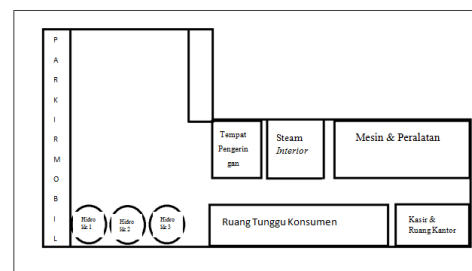 P
A
R
K
I
R
M
O
B
I
L
Tempat
Pengerin
gan
Steam
Interior
Mesin & Peralatan
Hidro
lik 1
Hidro
lik 2
Hidro
lik 3
Ruang Tunggu Konsumen
Kasir &
Ruang Kantor